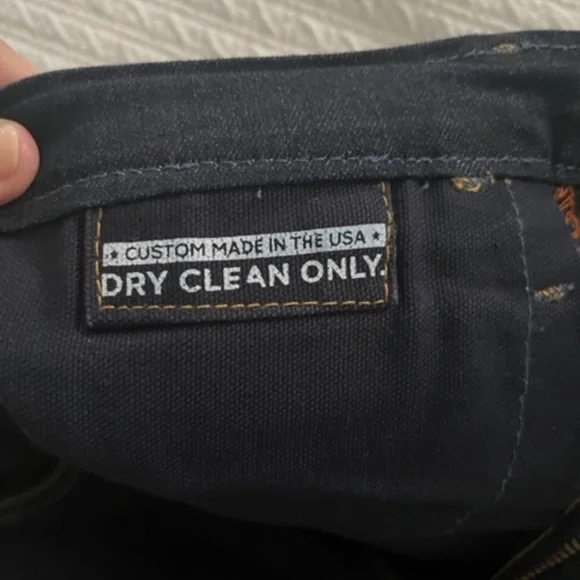 ★ CUSTOM MADE IN THE USA ★
DRY CLEAN ONLY.